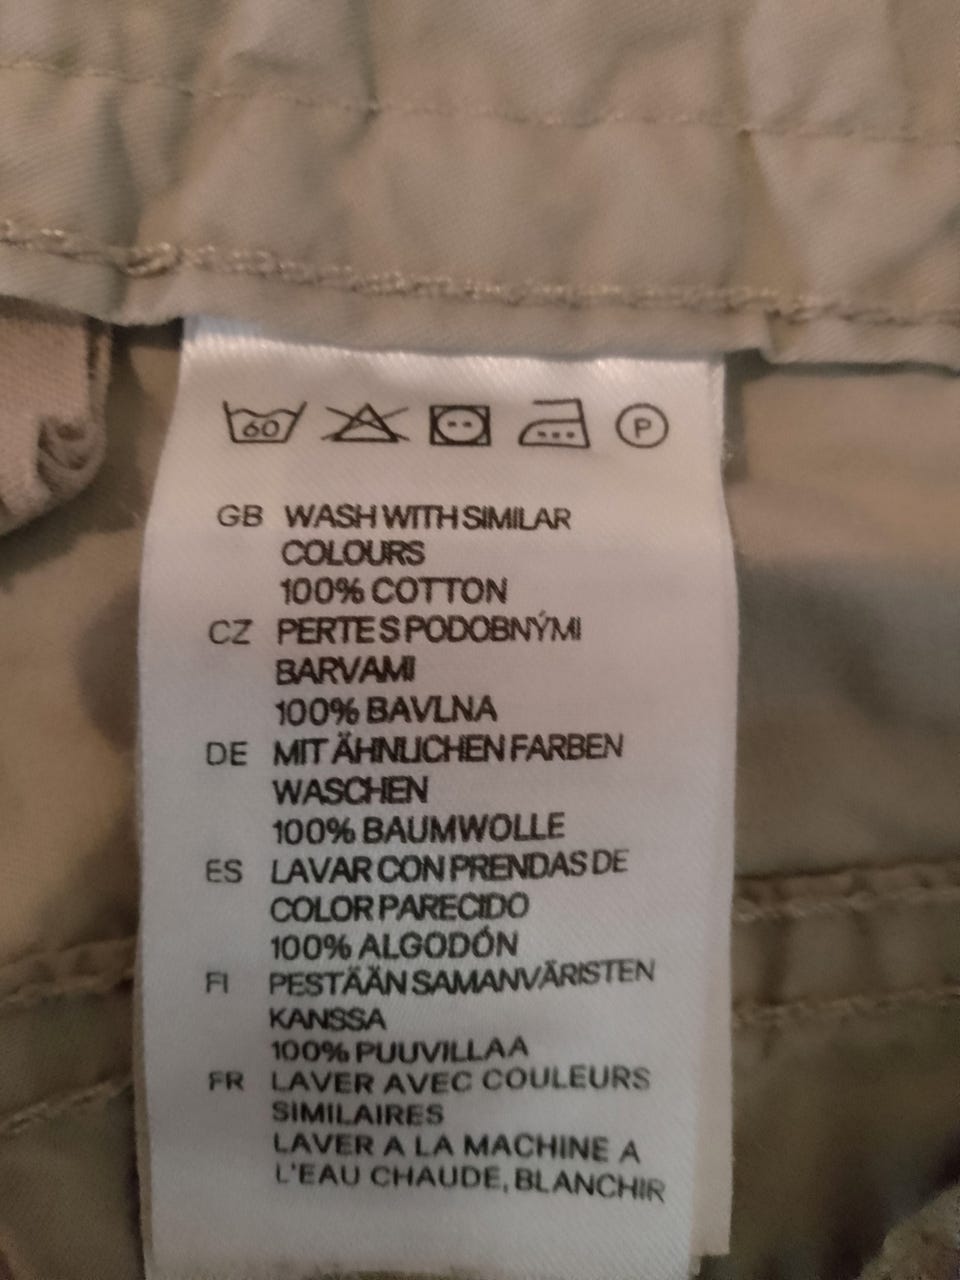 60 P
GB WASH WITH SIMILAR
COLOURS
100% COTTON
CZ PERTE S PODOBNÝMI
BARVAMI
100% BAVLNA
DE MIT ÄHNLICHEN FARBEN
WASCHEN
100% BAUMWOLLE
ES LAVAR CON PRENDAS DE
COLOR PARECIDO
100% ALGODÓN
FI PESTÄÄN SAMANVÄRISTEN
KANSSA
100% PUUVILLAA
FR LAVER AVEC COULEURS
SIMILAIRES
LAVER A LA MACHINE A
L'EAU CHAUDE, BLANCHIR